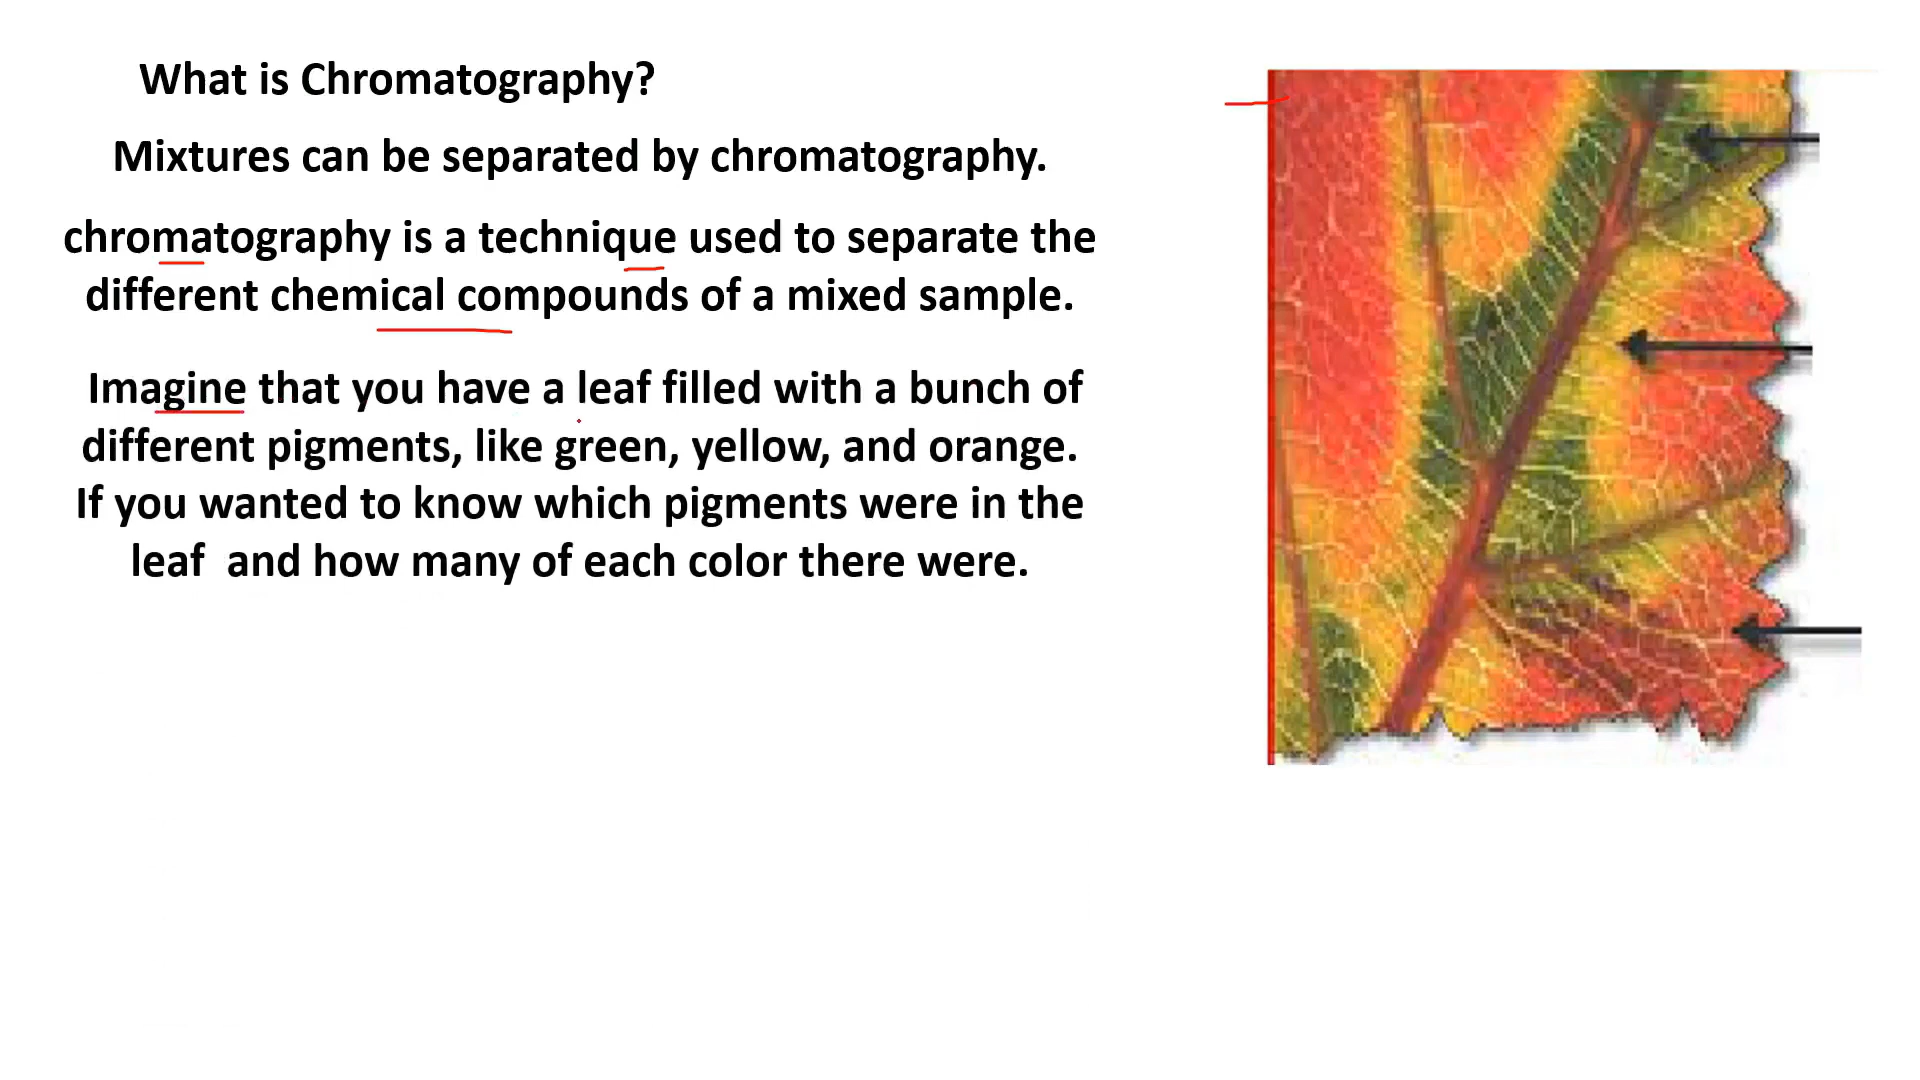 What is Chromatography?
Mixtures can be separated by chromatography.
chromatography is a technique used to separate the
different chemical compounds of a mixed sample.
Imagine that you have a leaf filled with a bunch of
different pigments, like green, yellow, and orange.
If you wanted to know which pigments were in the
leaf  and how many of each color there were.